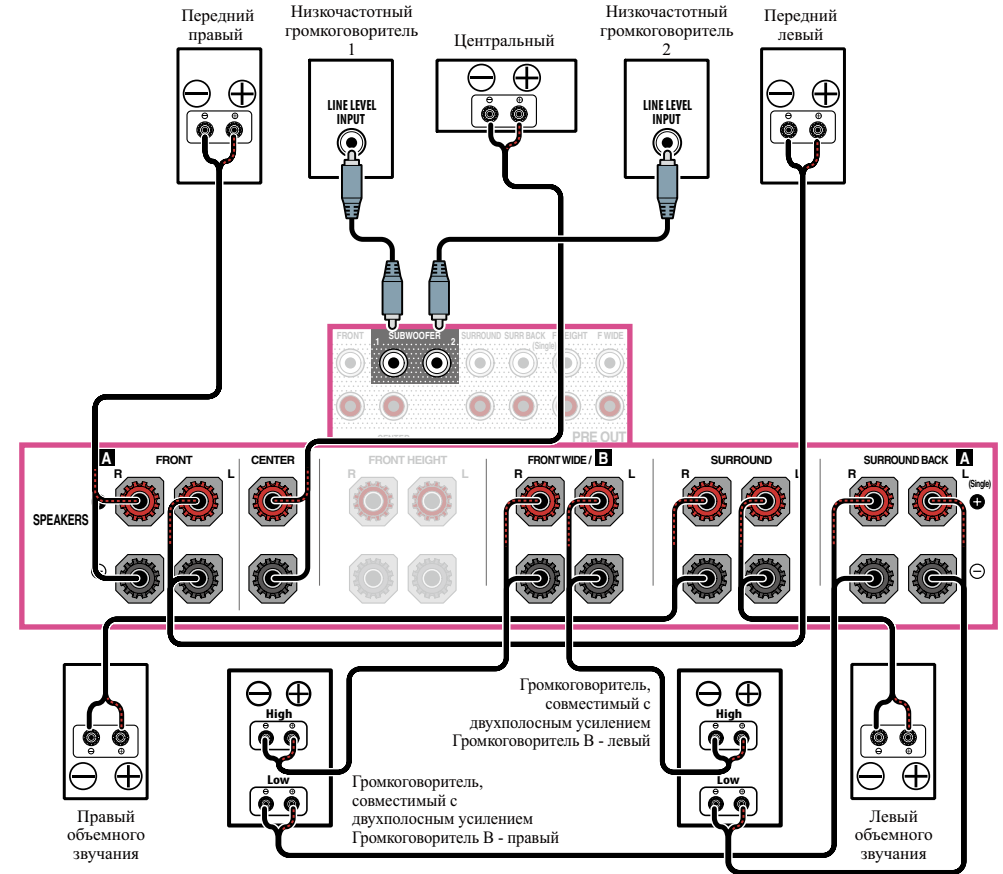 Передний
правый
Низкочастотный
громкоговоритель
1
Центральный
Низкочастотный
громкоговоритель
2
Передний
левый
LINE LEVEL
INPUT
LINE LEVEL
INPUT
FRONT
SUBWOOFER
1 2
SURROUND
SURR BACK
(Single)
F WIDE
PRE OUT
SPEAKERS
A FRONT
R L
CENTER
FRONT HEIGHT
R L
FRONT WIDE / B
R L
SURROUND
R L
SURROUND BACK A
R L
(Single)
High
Low
High
Low
Громкоговоритель,
совместимый с
двухполосным усилением
Громкоговоритель B - левый
Громкоговоритель,
совместимый с
двухполосным усилением
Громкоговоритель B - правый
Правый
объемного
звучания
Левый
объемного
звучания